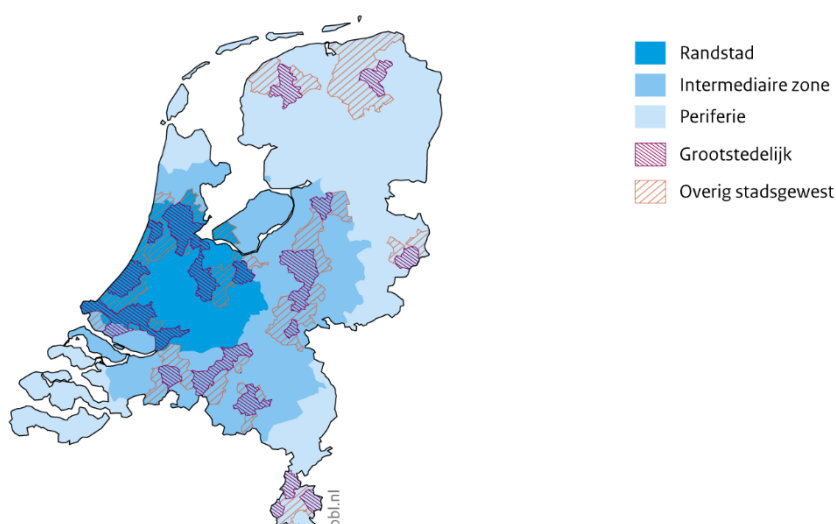 Randstad
Intermediaire zone
Periferie
Grootstedelijk
Overig stadsgewest
pbl.nl